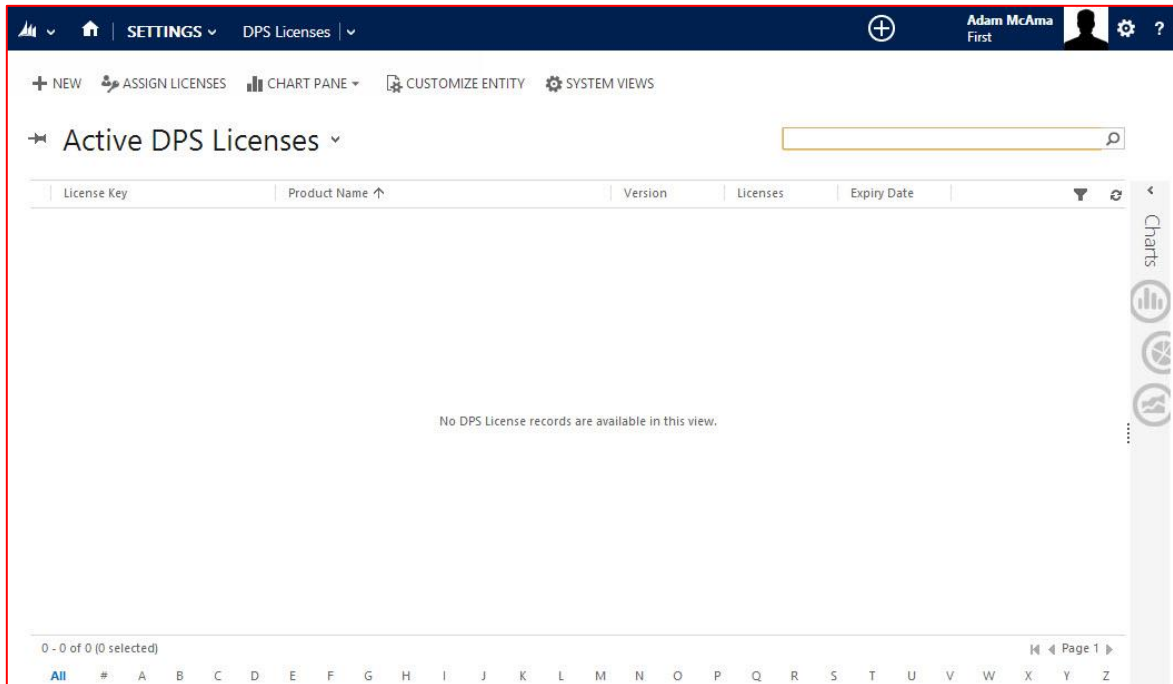 SETTINGS DPS Licenses Adam McAma
First ?
NEW ASSIGN LICENSES CHART PANE CUSTOMIZE ENTITY SYSTEM VIEWS
Active DPS Licenses
License Key Product Name Version Licenses Expiry Date
Charts
No DPS License records are available in this view.
0 - 0 of 0 (0 selected) Page 1
All # A B C D E F G H I J K L M N O P Q R S T U V W X Y Z